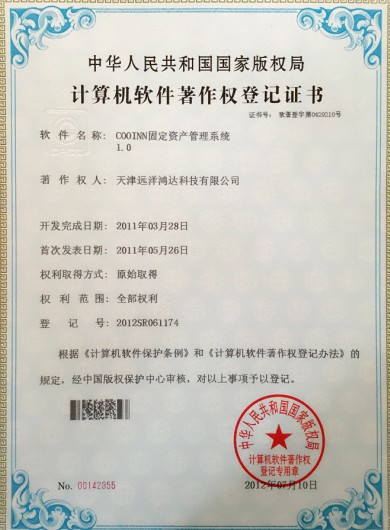 中华人民共和国国家版权局
计算机软件著作权登记证书
证书号： 软著登字第0429210号
软件名称： COOINN固定资产管理系统
1.0
著作权人： 天津远洋鸿达科技有限公司
开发完成日期： 2011年03月28日
首次发表日期： 2011年05月26日
权利取得方式： 原始取得
权利范围： 全部权利
登记号： 2012SR061174
根据《计算机软件保护条例》和《计算机软件著作权登记办法》的
规定，经中国版权保护中心审核，对以上事项予以登记。
中华人民共和国国家版权局
计算机软件著作权
登记专用章
No. 00142355
2012年07月10日